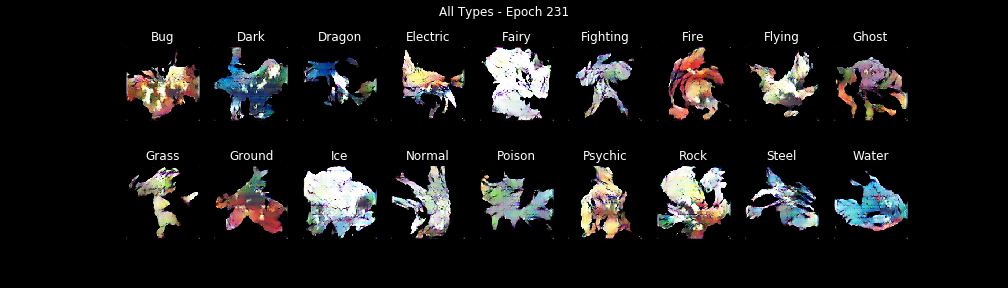 All Types - Epoch 231
Bug Dark Dragon Electric Fairy Fighting Fire Flying Ghost
Grass Ground Ice Normal Poison Psychic Rock Steel Water